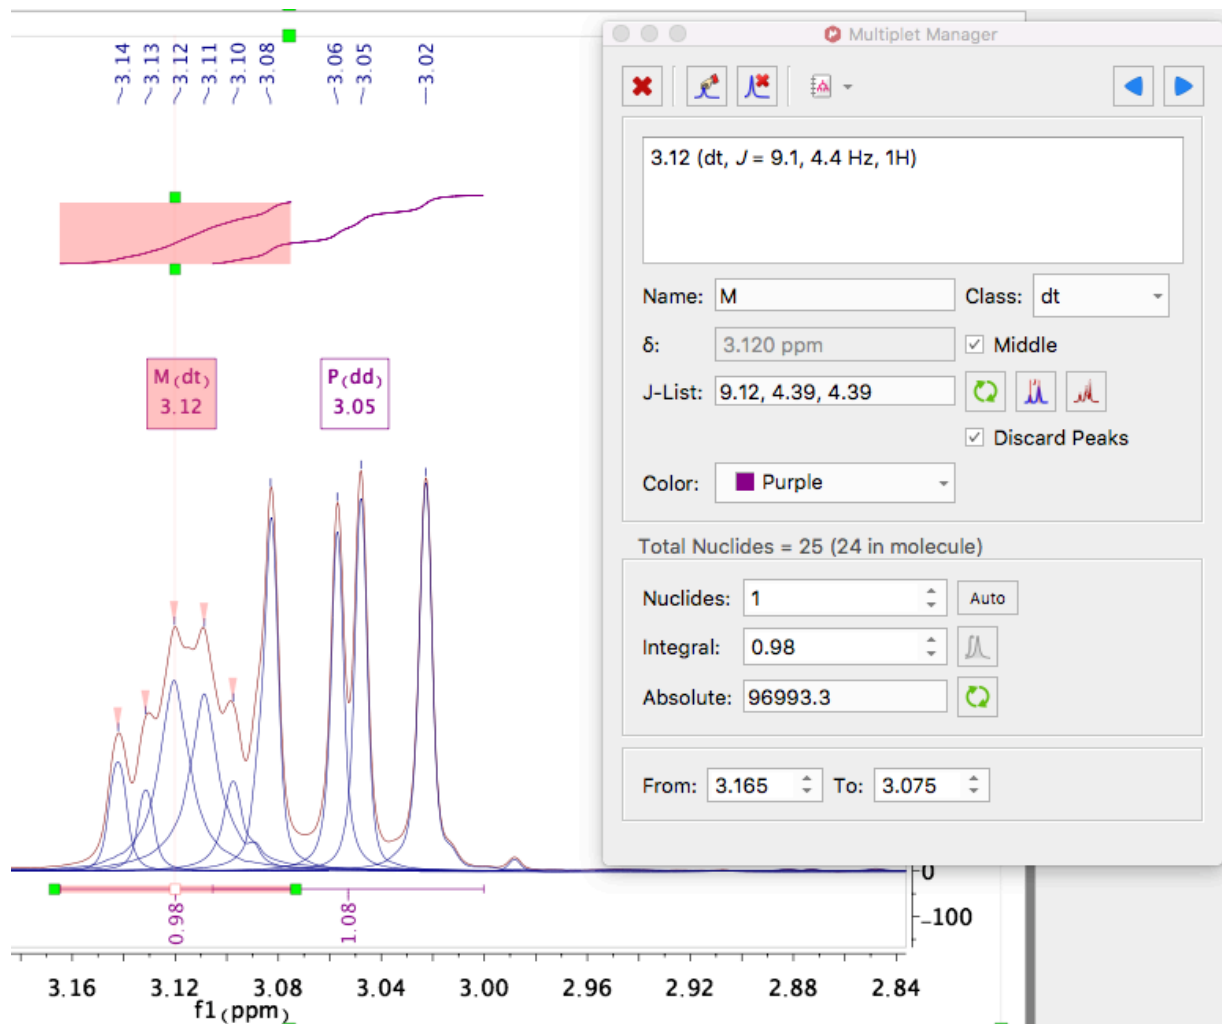 ~3.14
~3.13
~3.12
~3.11
~3.10
~3.08
~3.06
~3.05
—3.02
M(dt)
3.12
P(dd)
3.05
0.98
1.08
0
-100
3.16 3.12 3.08 3.04 3.00 2.96 2.92 2.88 2.84
f1(ppm)
Multiplet Manager
3.12 (dt, J = 9.1, 4.4 Hz, 1H)
Name: M Class: dt
δ: 3.120 ppm Middle
J-List: 9.12, 4.39, 4.39
Discard Peaks
Color: Purple
Total Nuclides = 25 (24 in molecule)
Nuclides: 1 Auto
Integral: 0.98
Absolute: 96993.3
From: 3.165 To: 3.075